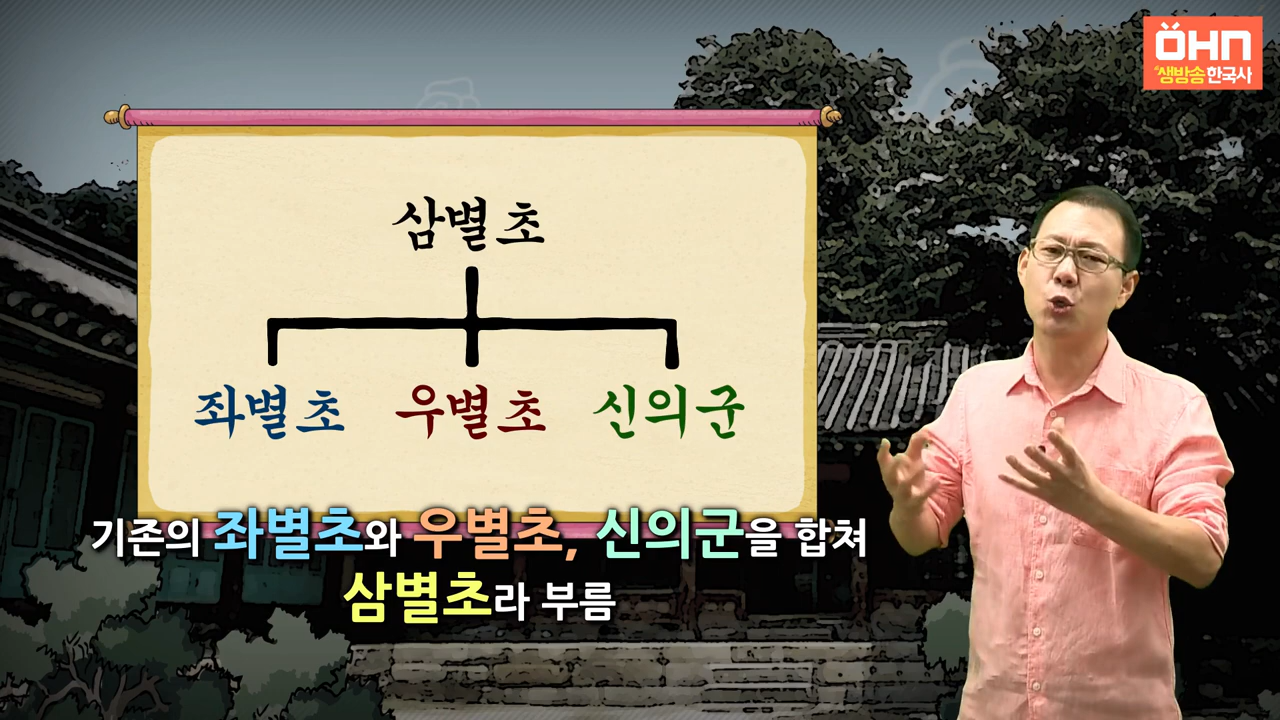 ÖHN
생방송한국사
삼별초
좌별초 우별초 신의군
기존의 좌별초와 우별초, 신의군을 합쳐
삼별초라 부름